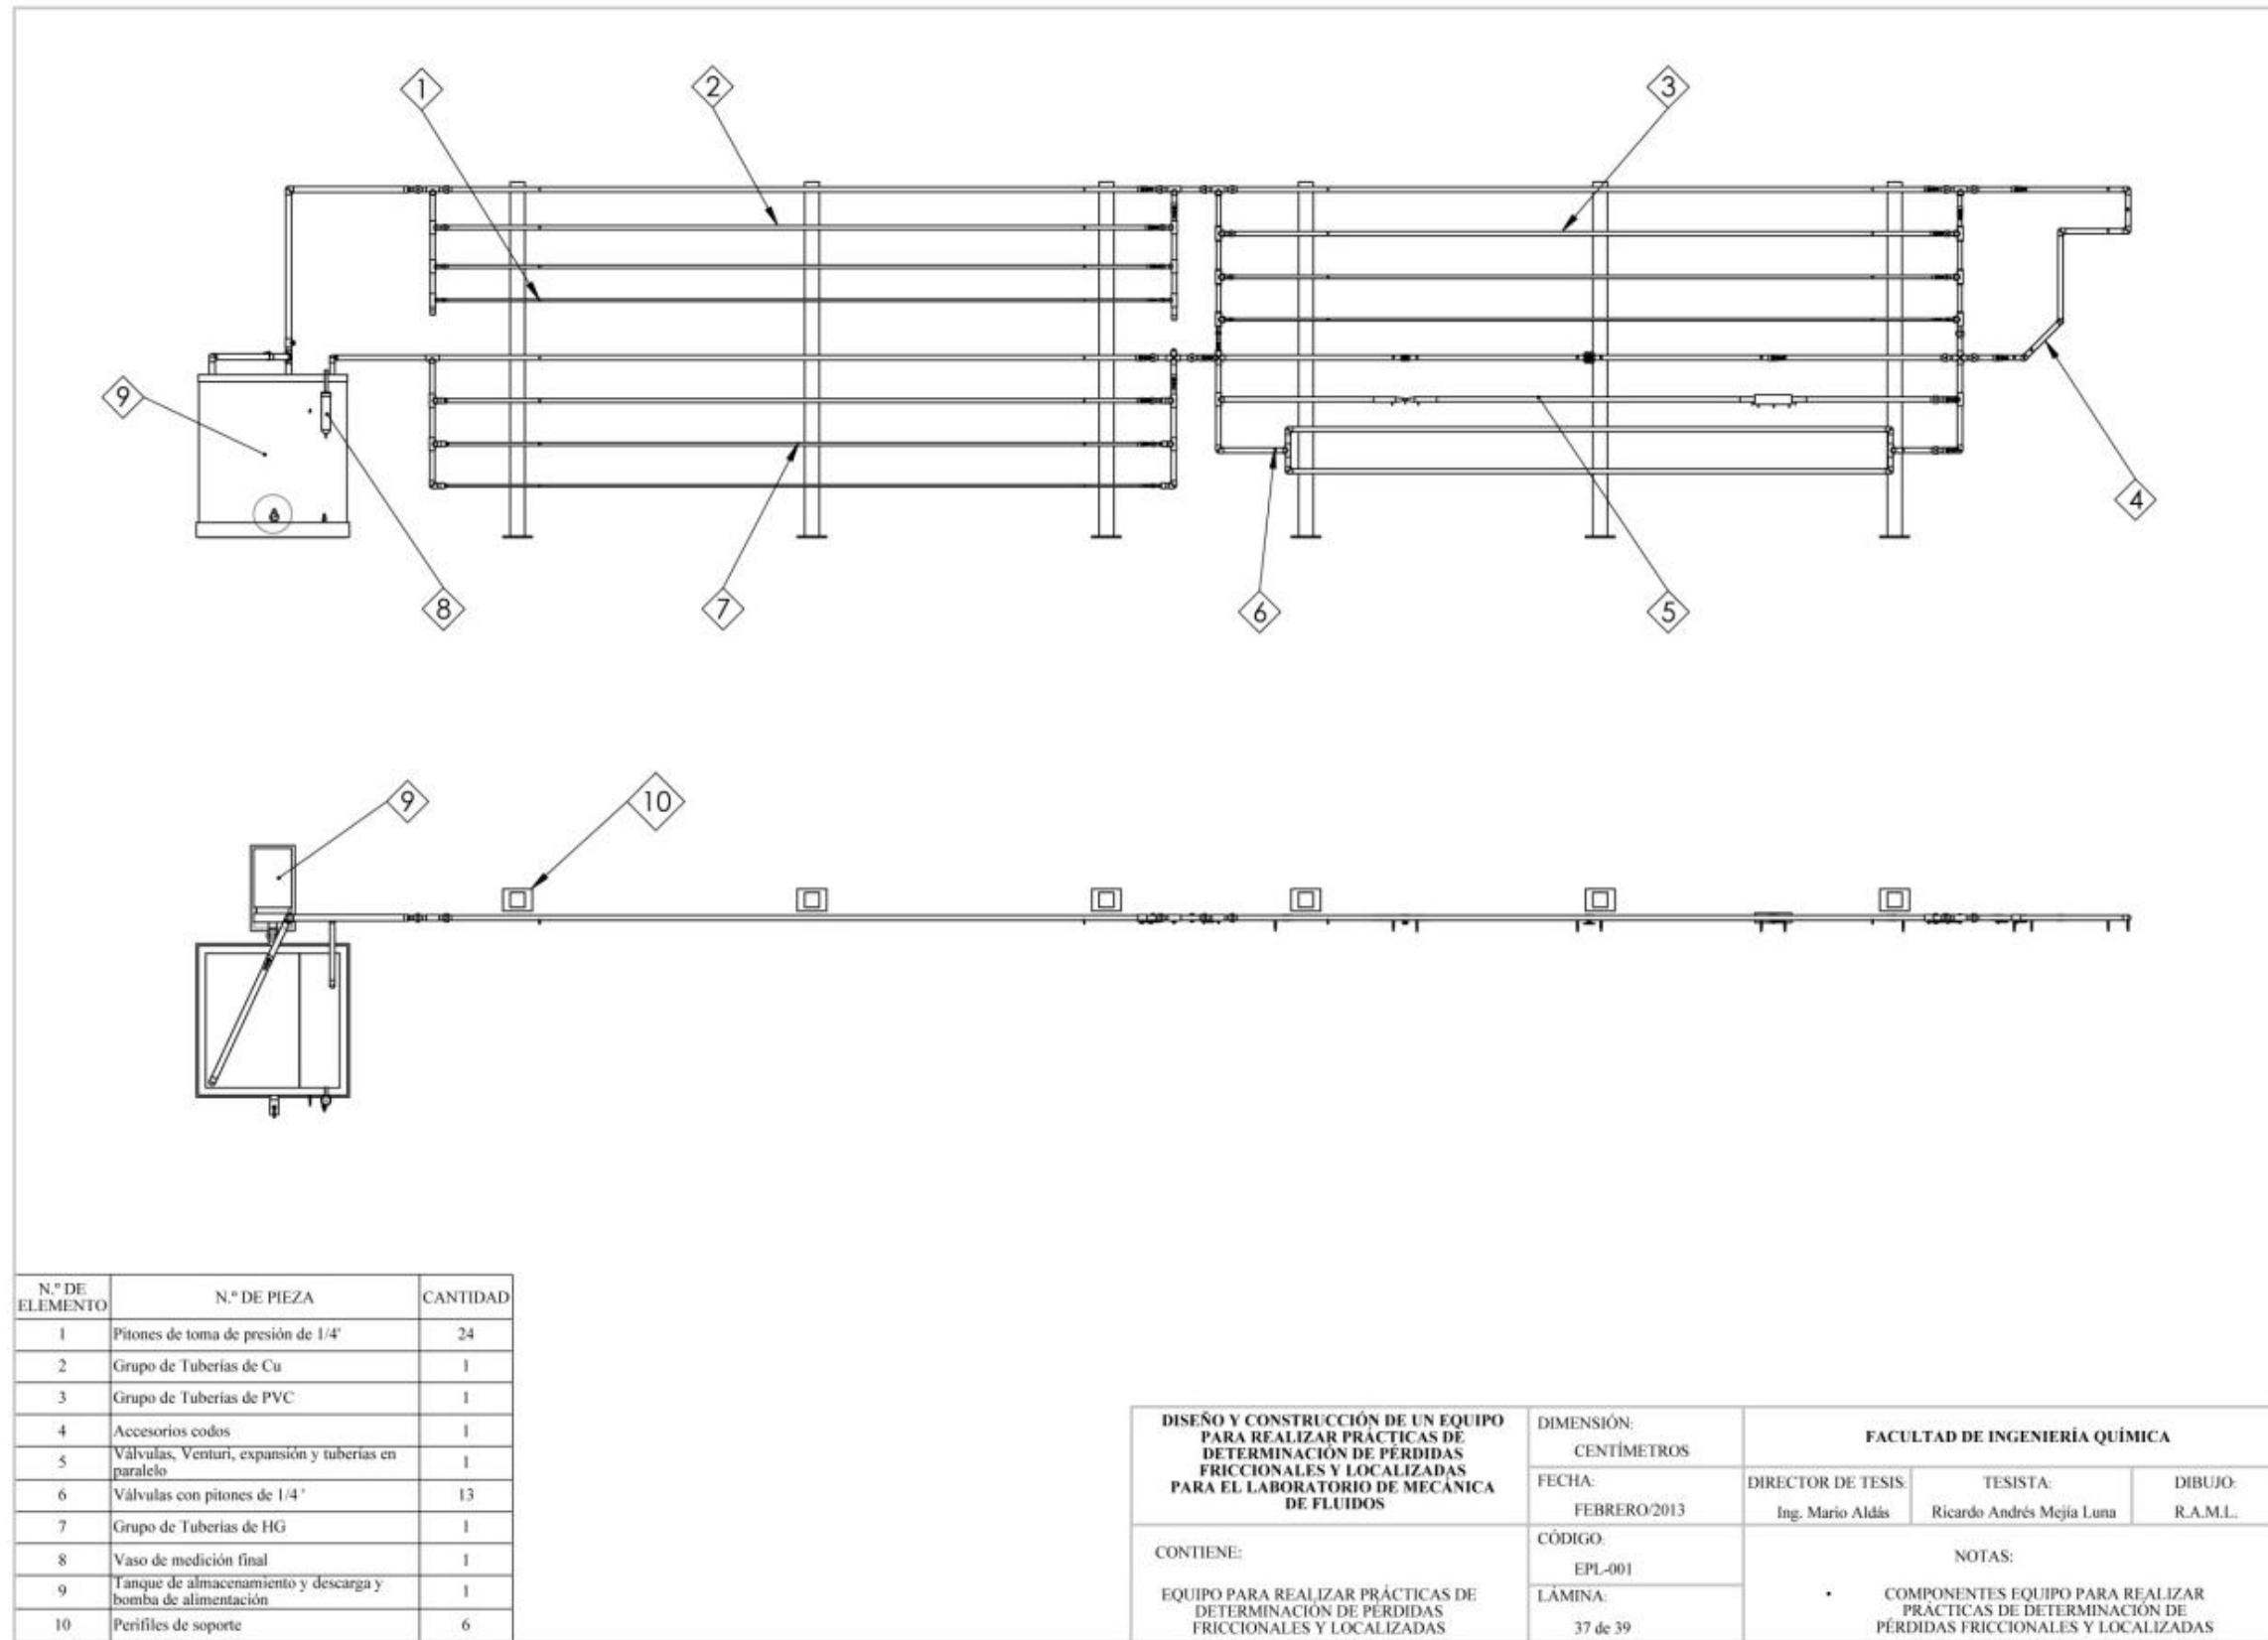 1
2
3
9
8
7
6
5
4
9
10
N.º DE ELEMENTO N.º DE PIEZA CANTIDAD
1 Pitones de toma de presión de 1/4' 24
2 Grupo de Tuberías de Cu 1
3 Grupo de Tuberías de PVC 1
4 Accesorios codos 1
5 Válvulas, Venturi, expansión y tuberías en paralelo 1
6 Válvulas con pitones de 1/4 ' 13
7 Grupo de Tuberías de HG 1
8 Vaso de medición final 1
9 Tanque de almacenamiento y descarga y bomba de alimentación 1
10 Perifiles de soporte 6
DISEÑO Y CONSTRUCCIÓN DE UN EQUIPO
PARA REALIZAR PRÁCTICAS DE
DETERMINACIÓN DE PÉRDIDAS
FRICCIONALES Y LOCALIZADAS
PARA EL LABORATORIO DE MECÁNICA
DE FLUIDOS
DIMENSIÓN:
CENTÍMETROS
FACULTAD DE INGENIERÍA QUÍMICA
FECHA:
FEBRERO/2013
DIRECTOR DE TESIS:
Ing. Mario Aldás
TESISTA:
Ricardo Andrés Mejía Luna
DIBUJO:
R.A.M.L.
CONTIENE:
EQUIPO PARA REALIZAR PRÁCTICAS DE
DETERMINACIÓN DE PÉRDIDAS
FRICCIONALES Y LOCALIZADAS
CÓDIGO:
EPL-001
LÁMINA:
37 de 39
NOTAS:
• COMPONENTES EQUIPO PARA REALIZAR
PRÁCTICAS DE DETERMINACIÓN DE
PÉRDIDAS FRICCIONALES Y LOCALIZADAS